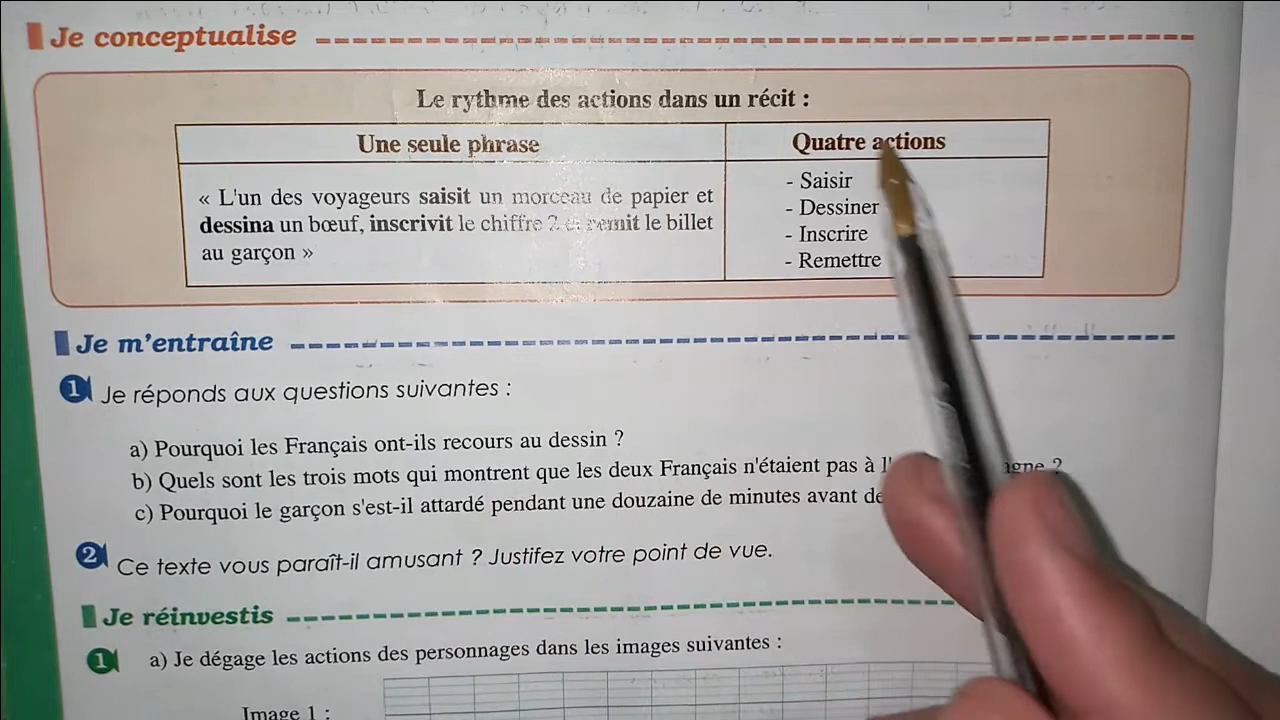 Je conceptualise
Le rythme des actions dans un récit :
Une seule phrase
Quatre actions
« L'un des voyageurs saisit un morceau de papier et
dessina un bœuf, inscrivit le chiffre 2 et remit le billet
au garçon »
- Saisir
- Dessiner
- Inscrire
- Remettre
Je m'entraîne
1 Je réponds aux questions suivantes :
a) Pourquoi les Français ont-ils recours au dessin ?
b) Quels sont les trois mots qui montrent que les deux Français n'étaient pas à ?
c) Pourquoi le garçon s'est-il attardé pendant une douzaine de minutes avant
2 Ce texte vous paraît-il amusant ? Justifez votre point de vue.
Je réinvestis
1 a) Je dégage les actions des personnages dans les images suivantes :
Image 1 :